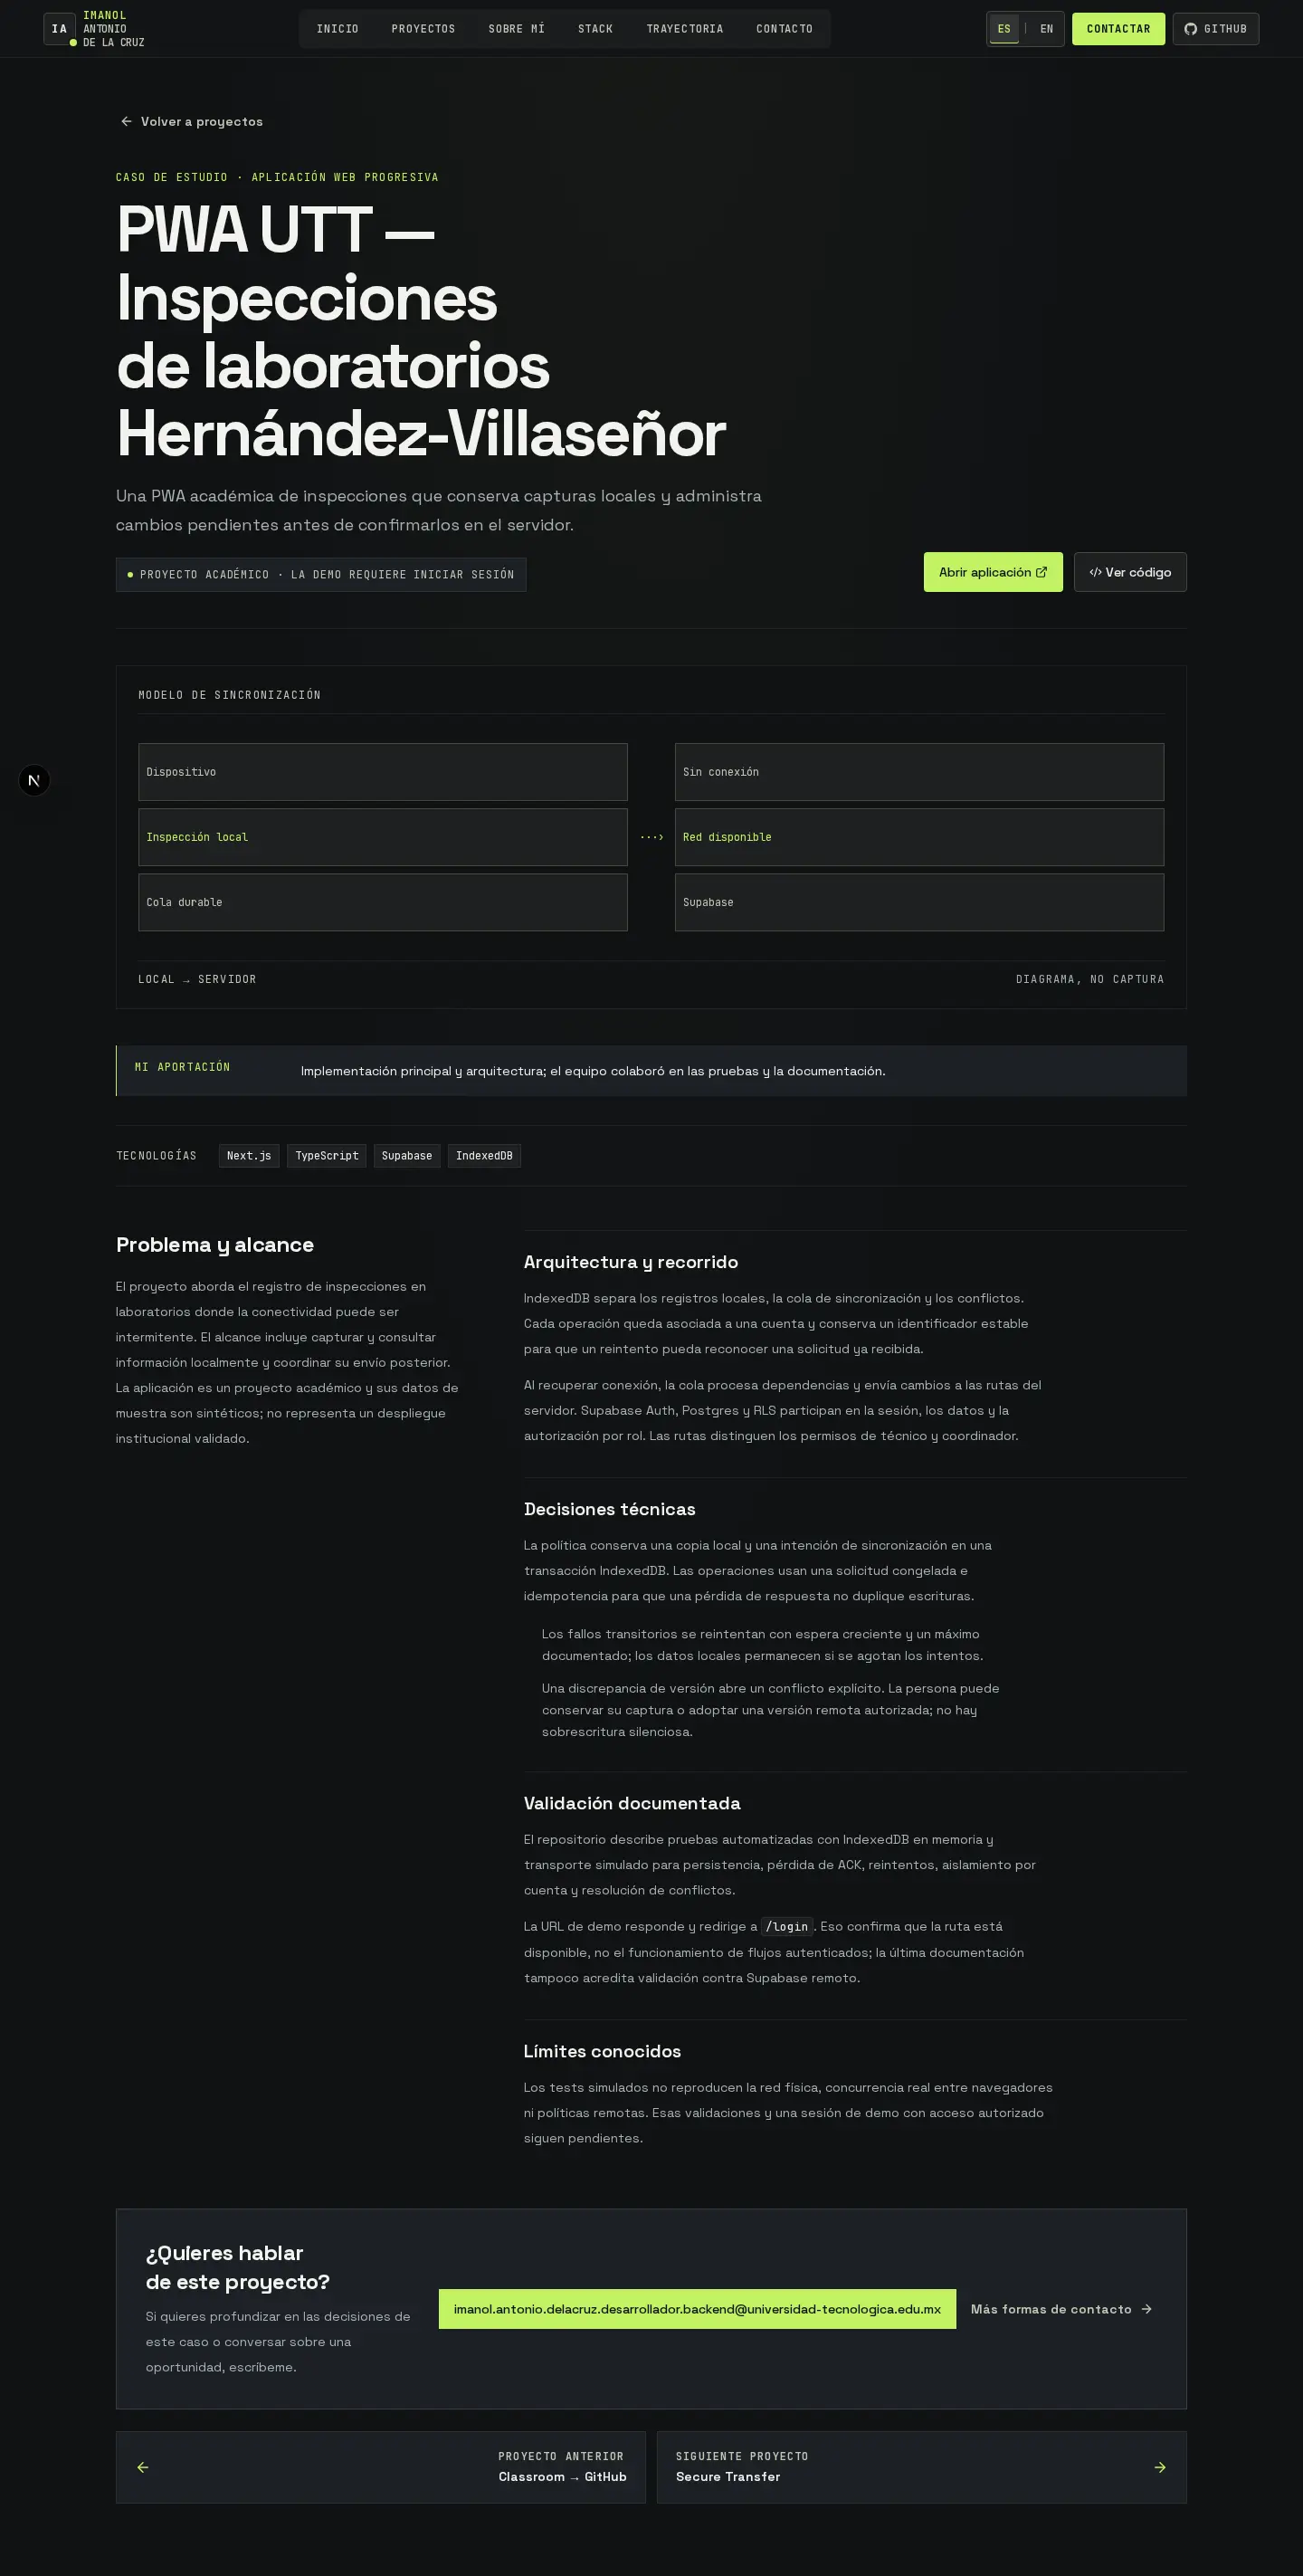 IA
IMANOL
ANTONIO
DE LA CRUZ
INICIO
PROYECTOS
SOBRE MÍ
STACK
TRAYECTORIA
CONTACTO
ES
EN
CONTACTAR
GITHUB
Volver a proyectos
CASO DE ESTUDIO · APLICACIÓN WEB PROGRESIVA
PWA UTT —
Inspecciones
de laboratorios
Hernández-Villaseñor
Una PWA académica de inspecciones que conserva capturas locales y administra
cambios pendientes antes de confirmarlos en el servidor.
PROYECTO ACADÉMICO · LA DEMO REQUIERE INICIAR SESIÓN
Abrir aplicación
Ver código
MODELO DE SINCRONIZACIÓN
Dispositivo
Inspección local
Cola durable
···›
Sin conexión
Red disponible
Supabase
LOCAL → SERVIDOR
DIAGRAMA, NO CAPTURA
N
MI APORTACIÓN
Implementación principal y arquitectura; el equipo colaboró en las pruebas y la documentación.
TECNOLOGÍAS
Next.js
TypeScript
Supabase
IndexedDB
Problema y alcance
El proyecto aborda el registro de inspecciones en
laboratorios donde la conectividad puede ser
intermitente. El alcance incluye capturar y consultar
información localmente y coordinar su envío posterior.
La aplicación es un proyecto académico y sus datos de
muestra son sintéticos; no representa un despliegue
institucional validado.
Arquitectura y recorrido
IndexedDB separa los registros locales, la cola de sincronización y los conflictos.
Cada operación queda asociada a una cuenta y conserva un identificador estable
para que un reintento pueda reconocer una solicitud ya recibida.
Al recuperar conexión, la cola procesa dependencias y envía cambios a las rutas del
servidor. Supabase Auth, Postgres y RLS participan en la sesión, los datos y la
autorización por rol. Las rutas distinguen los permisos de técnico y coordinador.
Decisiones técnicas
La política conserva una copia local y una intención de sincronización en una
transacción IndexedDB. Las operaciones usan una solicitud congelada e
idempotencia para que una pérdida de respuesta no duplique escrituras.
Los fallos transitorios se reintentan con espera creciente y un máximo
documentado; los datos locales permanecen si se agotan los intentos.
Una discrepancia de versión abre un conflicto explícito. La persona puede
conservar su captura o adoptar una versión remota autorizada; no hay
sobrescritura silenciosa.
Validación documentada
El repositorio describe pruebas automatizadas con IndexedDB en memoria y
transporte simulado para persistencia, pérdida de ACK, reintentos, aislamiento por
cuenta y resolución de conflictos.
La URL de demo responde y redirige a /login. Eso confirma que la ruta está
disponible, no el funcionamiento de flujos autenticados; la última documentación
tampoco acredita validación contra Supabase remoto.
Límites conocidos
Los tests simulados no reproducen la red física, concurrencia real entre navegadores
ni políticas remotas. Esas validaciones y una sesión de demo con acceso autorizado
siguen pendientes.
¿Quieres hablar
de este proyecto?
Si quieres profundizar en las decisiones de
este caso o conversar sobre una
oportunidad, escríbeme.
imanol.antonio.delacruz.desarrollador.backend@universidad-tecnologica.edu.mx
Más formas de contacto
PROYECTO ANTERIOR
Classroom → GitHub
SIGUIENTE PROYECTO
Secure Transfer